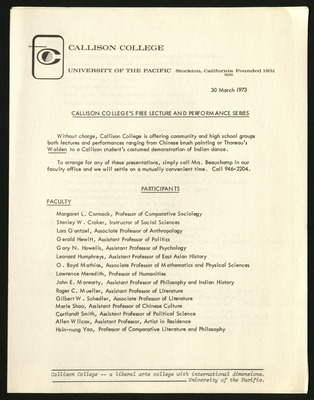 CALLISON COLLEGE
UNIVERSITY OF THE PACIFIC Stockton, California Founded 1851
30 March 1973
CALLISON COLLEGE'S FREE LECTURE AND PERFORMANCE SERIES
Without charge, Callison College is offering community and high school groups
both lectures and performances ranging from Chinese brush painting or Thoreau's
Walden to a Callison student's costumed demonstration of Indian dance.
To arrange for any of these presentations, simply call Mrs. Beauchamp in our
faculty office and we will settle on a mutually convenient time. Call 946-2204.
PARTICIPANTS
FACULTY
Margaret L. Cormack, Professor of Comparative Sociology
Stanley W. Croker, Instructor of Social Sciences
Lars Gantzel, Associate Professor of Anthropology
Gerald Hewitt, Assistant Professor of Politics
Gary N. Howells, Assistant Professor of Psychology
Leonard Humphreys, Assistant Professor of East Asian History
O. Boyd Mathias, Associate Professor of Mathematics and Physical Sciences
Lawrence Meredith, Professor of Humanities
John E. Morearty, Assistant Professor of Philosophy and Indian History
Roger C. Mueller, Assistant Professor of Literature
Gilbert W. Schedler, Associate Professor of Literature
Marie Shao, Assistant Professor of Chinese Culture
Cortlandt Smith, Assistant Professor of Political Science
Allen Wilcox, Assistant Professor, Artist in Residence
Hsin-nung Yao, Professor of Comparative Literature and Philosophy
Callison College -- a liberal arts college with international dimensions.
University of the Pacific.